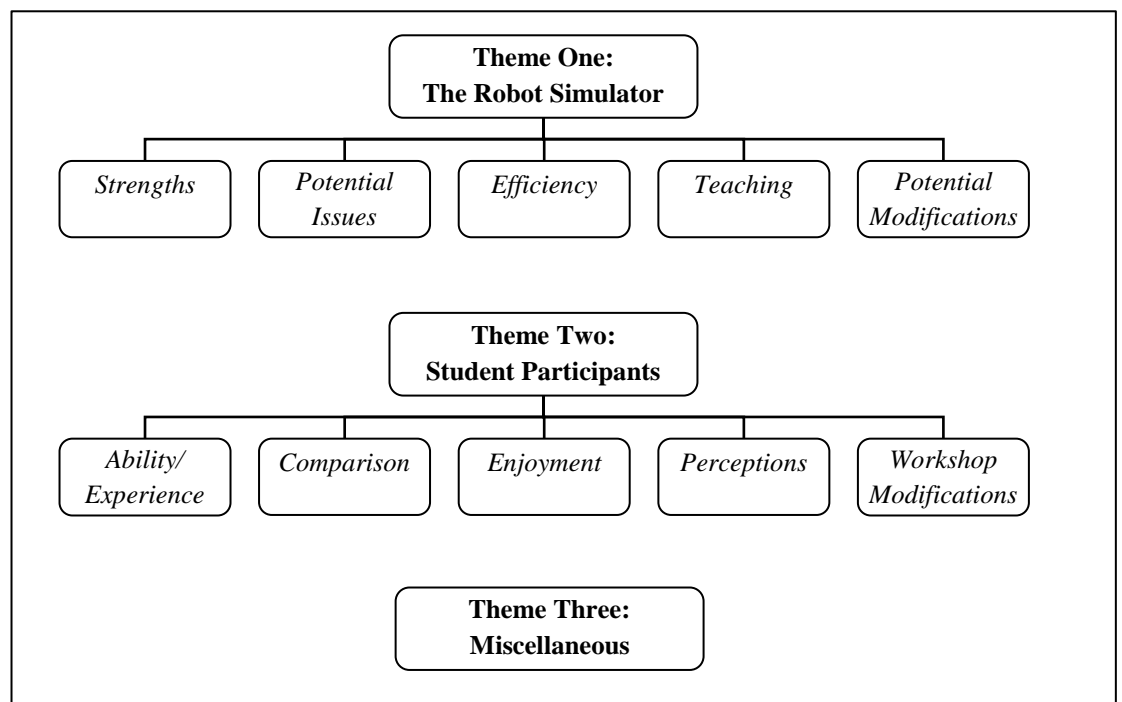 Theme One:
The Robot Simulator
Strengths
Potential
Issues
Efficiency
Teaching
Potential
Modifications
Theme Two:
Student Participants
Ability/
Experience
Comparison
Enjoyment
Perceptions
Workshop
Modifications
Theme Three:
Miscellaneous